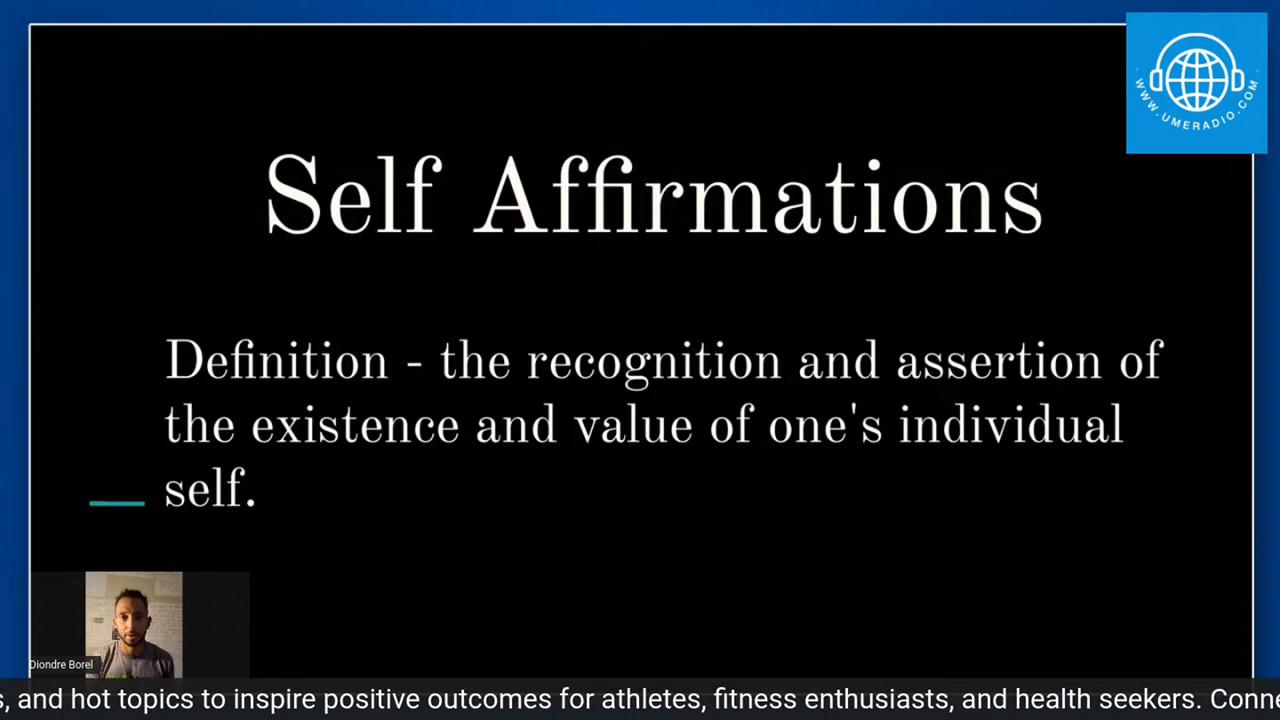 WWW.UMERADIO.COM
Self Affirmations
Definition - the recognition and assertion of
the existence and value of one's individual
self.
Diondre Borel
, and hot topics to inspire positive outcomes for athletes, fitness enthusiasts, and health seekers.